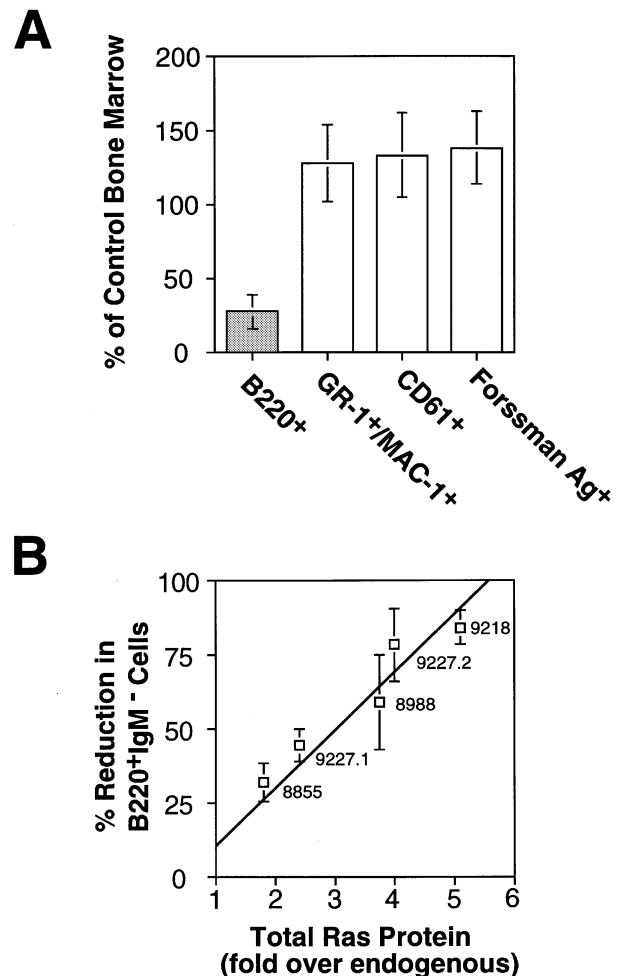 A
% of Control Bone Marrow
200
150
100
50
0
B220+
GR-1+/MAC-1+
CD61+
Forssman Ag+
B
% Reduction in
B220+IgM - Cells
100
75
50
25
0
9218
9227.2
8988
9227.1
8855
1 2 3 4 5 6
Total Ras Protein
(fold over endogenous)